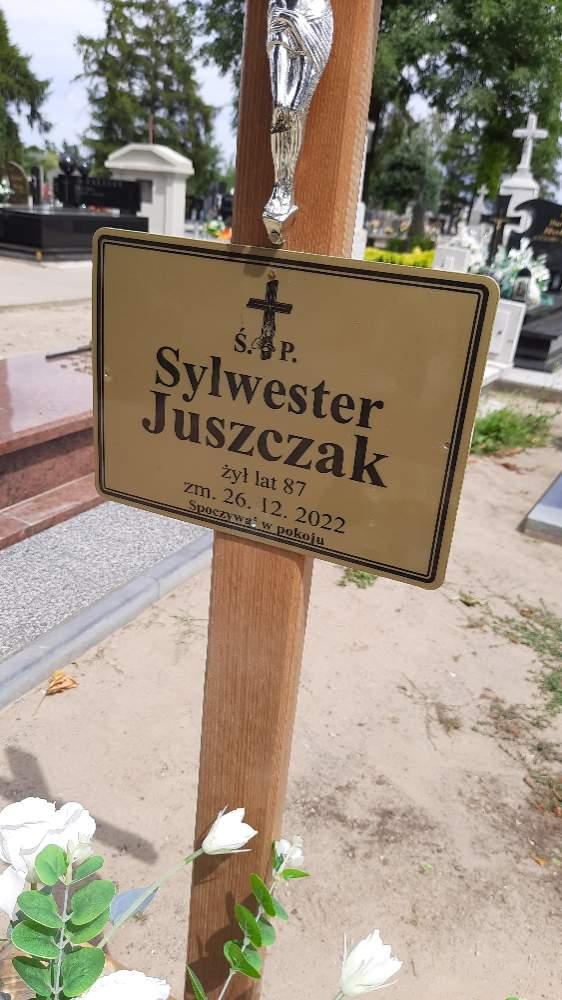 Ś. P.
Sylwester
Juszczak
żył lat 87
zm. 26. 12. 2022
Spoczywaj w pokoju